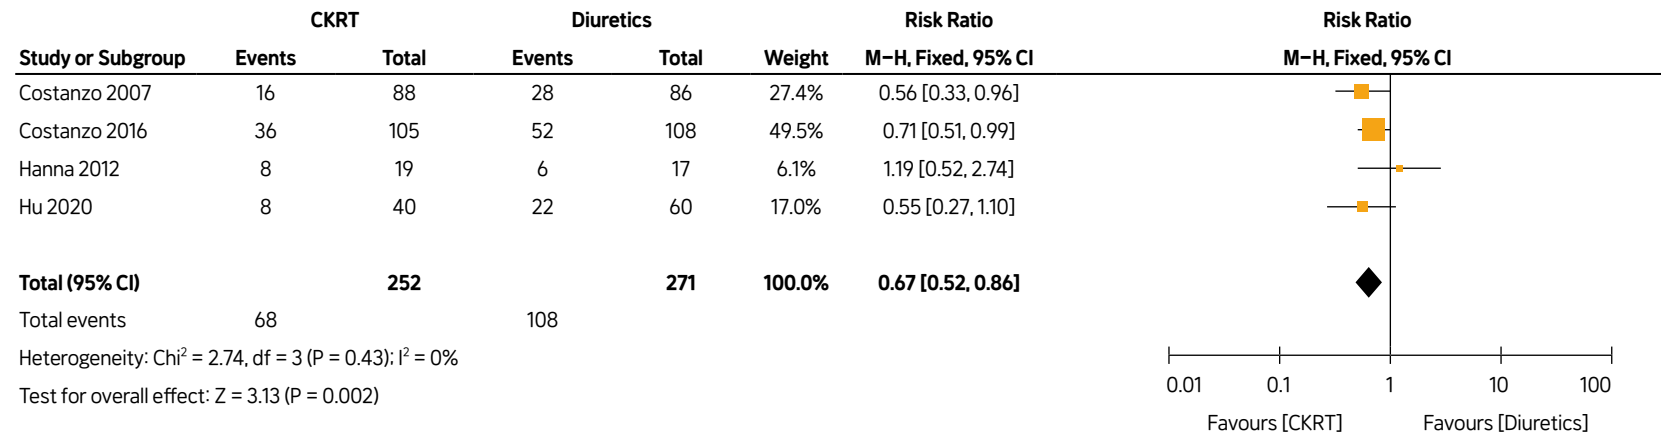 CKRT Diuretics Risk Ratio Risk Ratio
Study or Subgroup Events Total Events Total Weight M–H, Fixed, 95% CI M–H, Fixed, 95% CI
Costanzo 2007 16 88 28 86 27.4% 0.56 [0.33, 0.96]
Costanzo 2016 36 105 52 108 49.5% 0.71 [0.51, 0.99]
Hanna 2012 8 19 6 17 6.1% 1.19 [0.52, 2.74]
Hu 2020 8 40 22 60 17.0% 0.55 [0.27, 1.10]
Total (95% CI) 252 271 100.0% 0.67 [0.52, 0.86]
Total events 68 108
Heterogeneity: Chi² = 2.74, df = 3 (P = 0.43); I² = 0%
Test for overall effect: Z = 3.13 (P = 0.002)
0.01 0.1 1 10 100
Favours [CKRT] Favours [Diuretics]